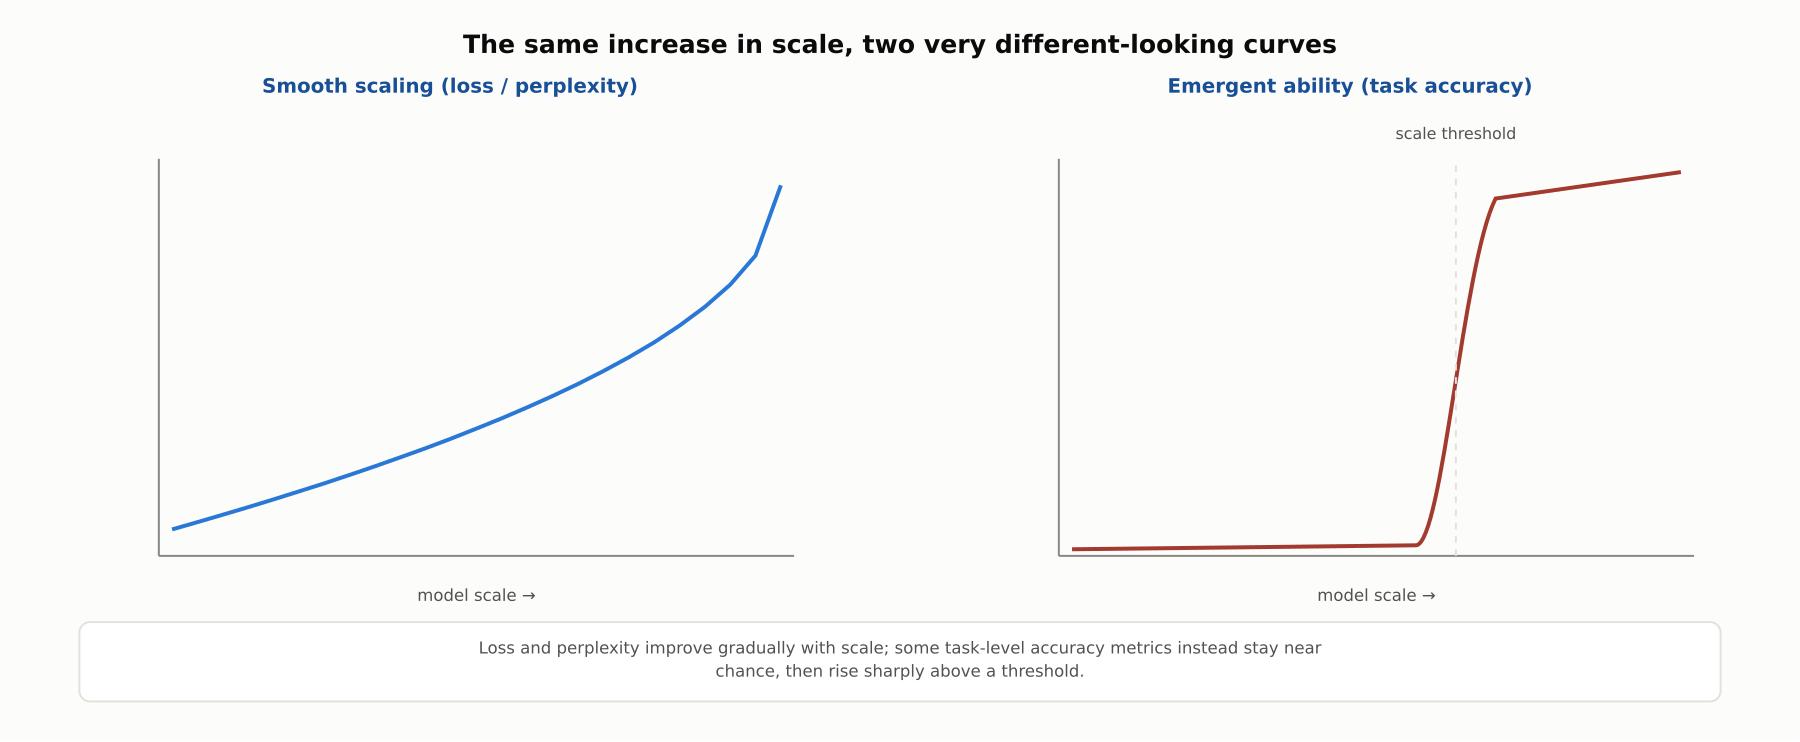 The same increase in scale, two very different-looking curves
Smooth scaling (loss / perplexity)
Emergent ability (task accuracy)
scale threshold
model scale →
model scale →
Loss and perplexity improve gradually with scale; some task-level accuracy metrics instead stay near
chance, then rise sharply above a threshold.